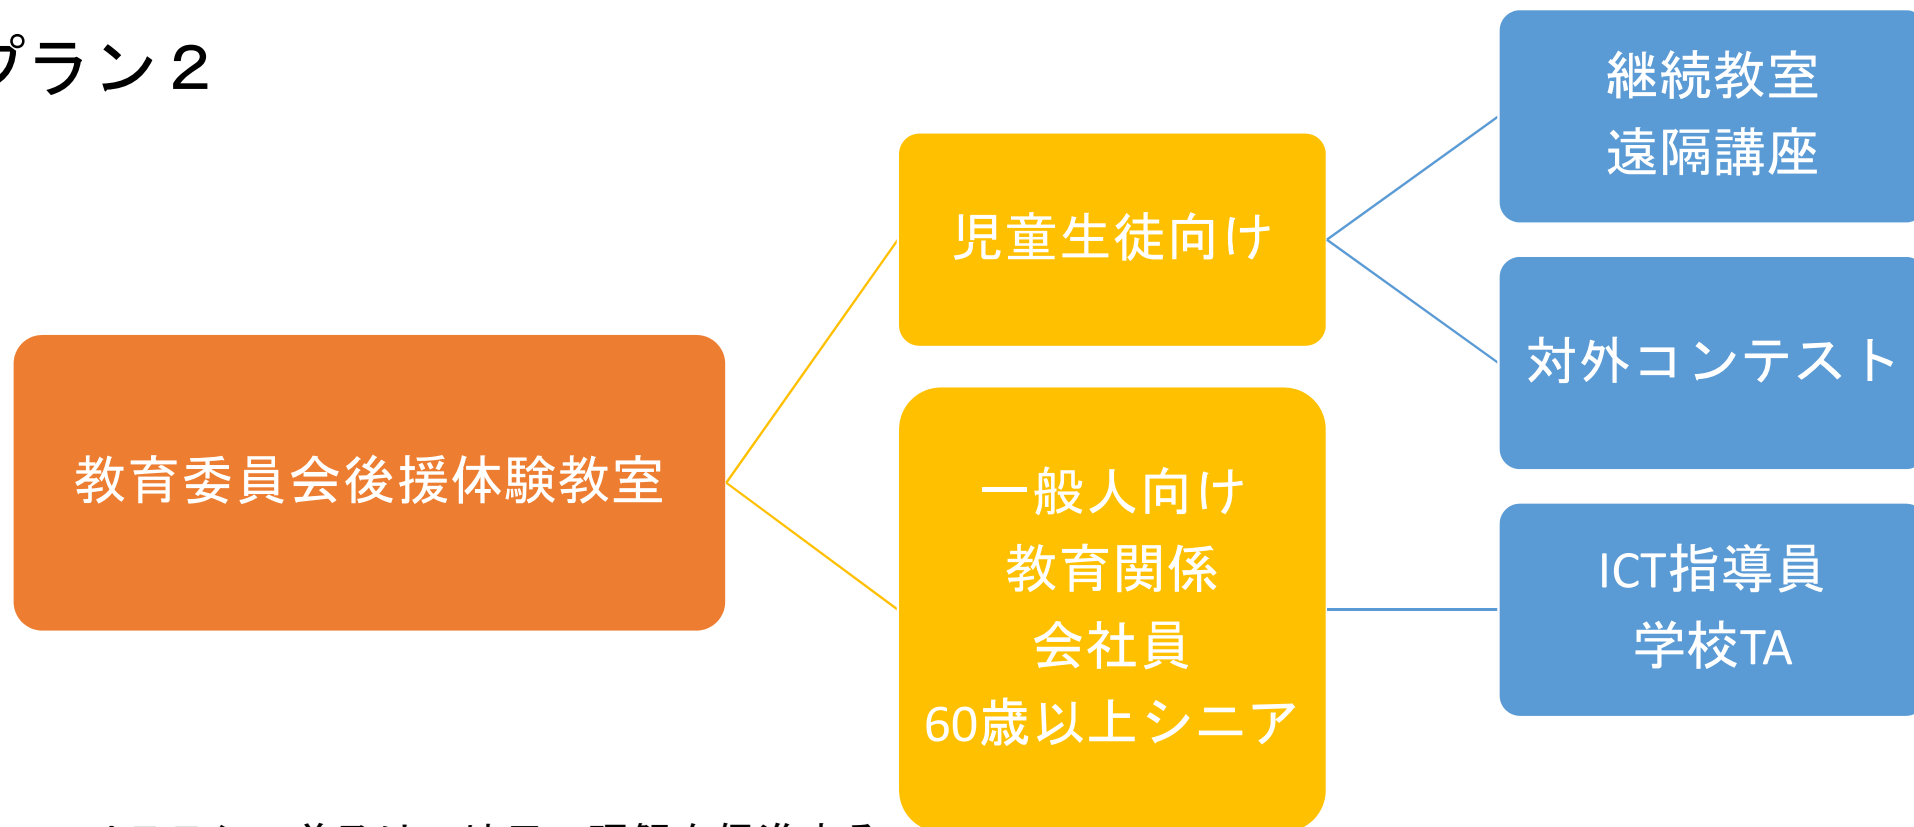 プラン２
継続教室
遠隔講座
児童生徒向け
対外コンテスト
教育委員会後援体験教室
一般人向け
教育関係
会社員
60歳以上シニア
ICT指導員
学校TA